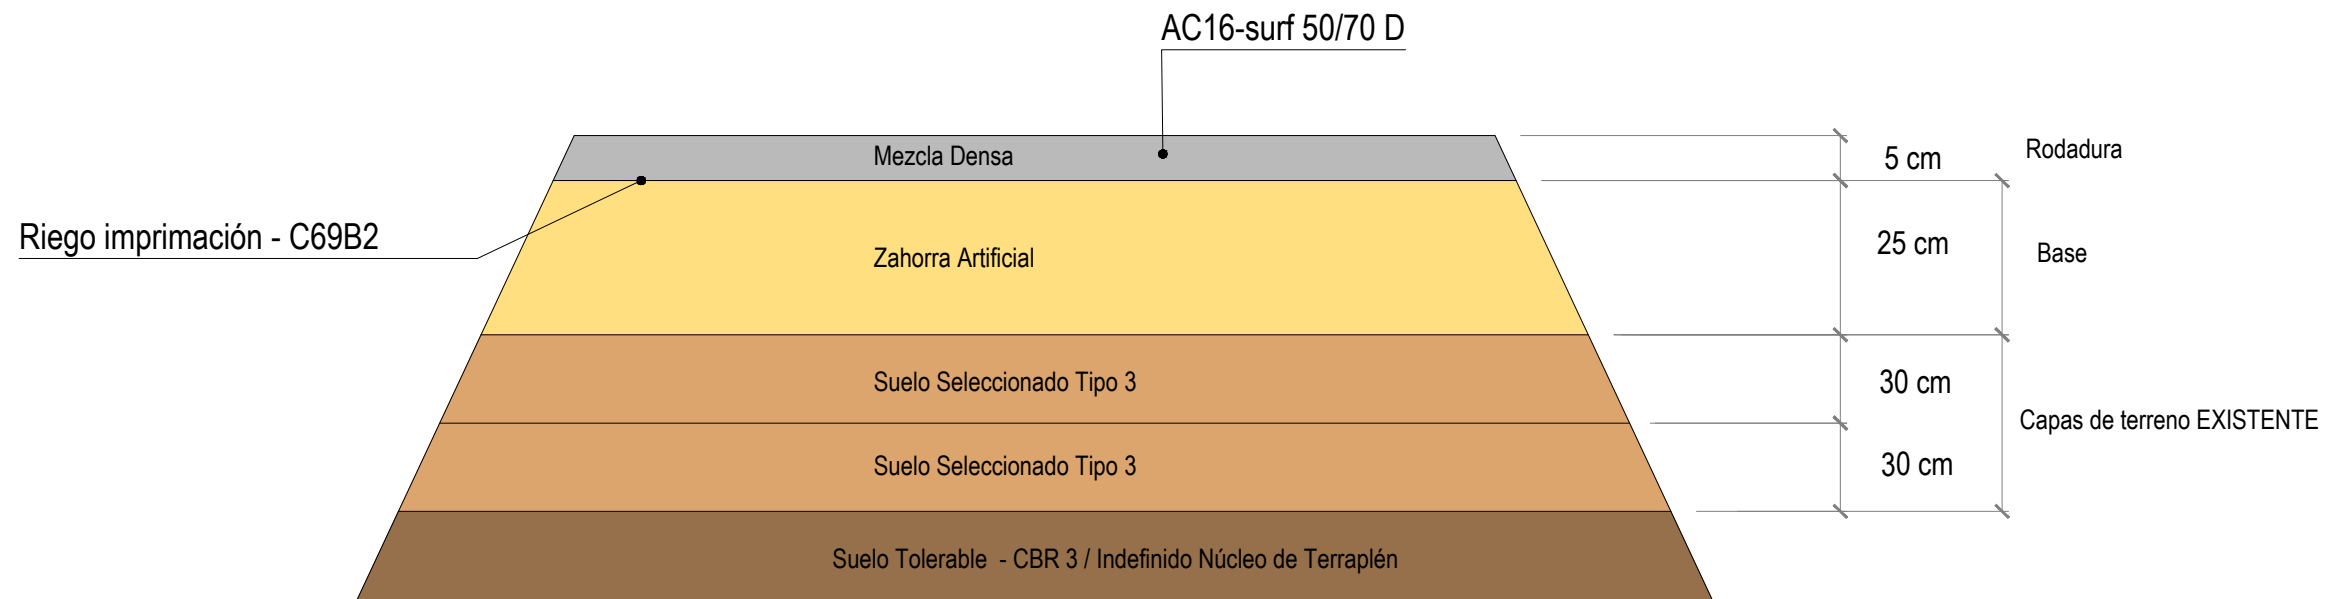 AC16-surf 50/70 D
Mezcla Densa
5 cm
Rodadura
Riego imprimación - C69B2
Zahorra Artificial
25 cm
Base
Suelo Seleccionado Tipo 3
30 cm
Capas de terreno EXISTENTE
Suelo Seleccionado Tipo 3
30 cm
Suelo Tolerable - CBR 3 / Indefinido Núcleo de Terraplén